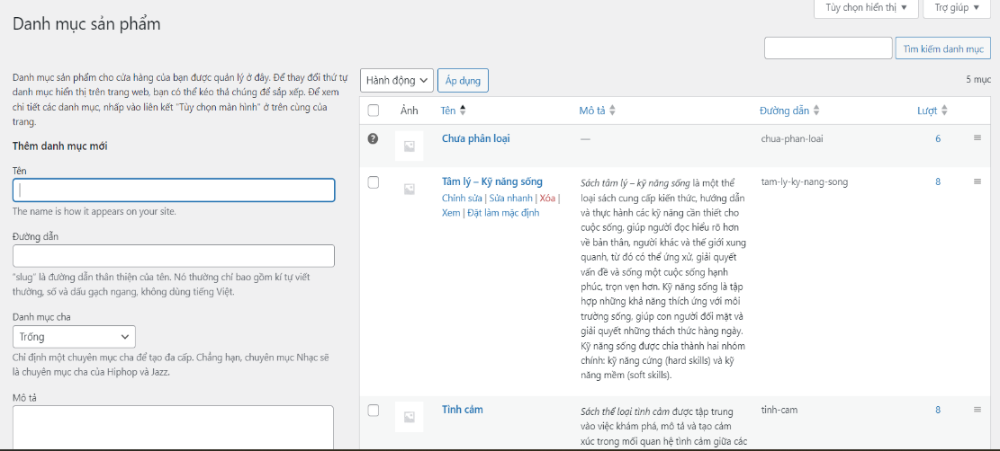 Tùy chọn hiển thị ▼ Trợ giúp ▼
Danh mục sản phẩm
Tìm kiếm danh mục
Danh mục sản phẩm cho cửa hàng của bạn được quản lý ở đây. Để thay đổi thứ tự
danh mục hiển thị trên trang web, bạn có thể kéo thả chúng để sắp xếp. Để xem
chi tiết các danh mục, nhấp vào liên kết "Tùy chọn màn hình" ở trên cùng của
trang.
Thêm danh mục mới
Tên
The name is how it appears on your site.
Đường dẫn
"slug" là đường dẫn thân thiện của tên. Nó thường chỉ bao gồm kí tự viết
thường, số và dấu gạch ngang, không dùng tiếng Việt.
Danh mục cha
Trống
Chỉ định một chuyên mục cha để tạo đa cấp. Chẳng hạn, chuyên mục Nhạc sẽ
là chuyên mục cha của Hiphop và Jazz.
Mô tả
Hành động Áp dụng 5 mục
Ảnh Tên Mô tả Đường dẫn Lượt
Chưa phân loại — chua-phan-loai 6
Tâm lý – Kỹ năng sống
Chỉnh sửa | Sửa nhanh | Xóa |
Xem | Đặt làm mặc định
Sách tâm lý – kỹ năng sống là một thể
loại sách cung cấp kiến thức, hướng dẫn
và thực hành các kỹ năng cần thiết cho
cuộc sống, giúp người đọc hiểu rõ hơn
về bản thân, người khác và thế giới xung
quanh, từ đó có thể ứng xử, giải quyết
vấn đề và sống một cuộc sống hạnh
phúc, trọn vẹn hơn. Kỹ năng sống là tập
hợp những khả năng thích ứng với môi
trường sống, giúp con người đối mặt và
giải quyết những thách thức hàng ngày.
Kỹ năng sống được chia thành hai nhóm
chính: kỹ năng cứng (hard skills) và kỹ
năng mềm (soft skills).
tam-ly-ky-nang-song 8
Tình cảm
Sách thể loại tình cảm được tập trung
vào việc khám phá, mô tả và tạo cảm
xúc trong mối quan hệ tình cảm giữa các
tinh-cam 8